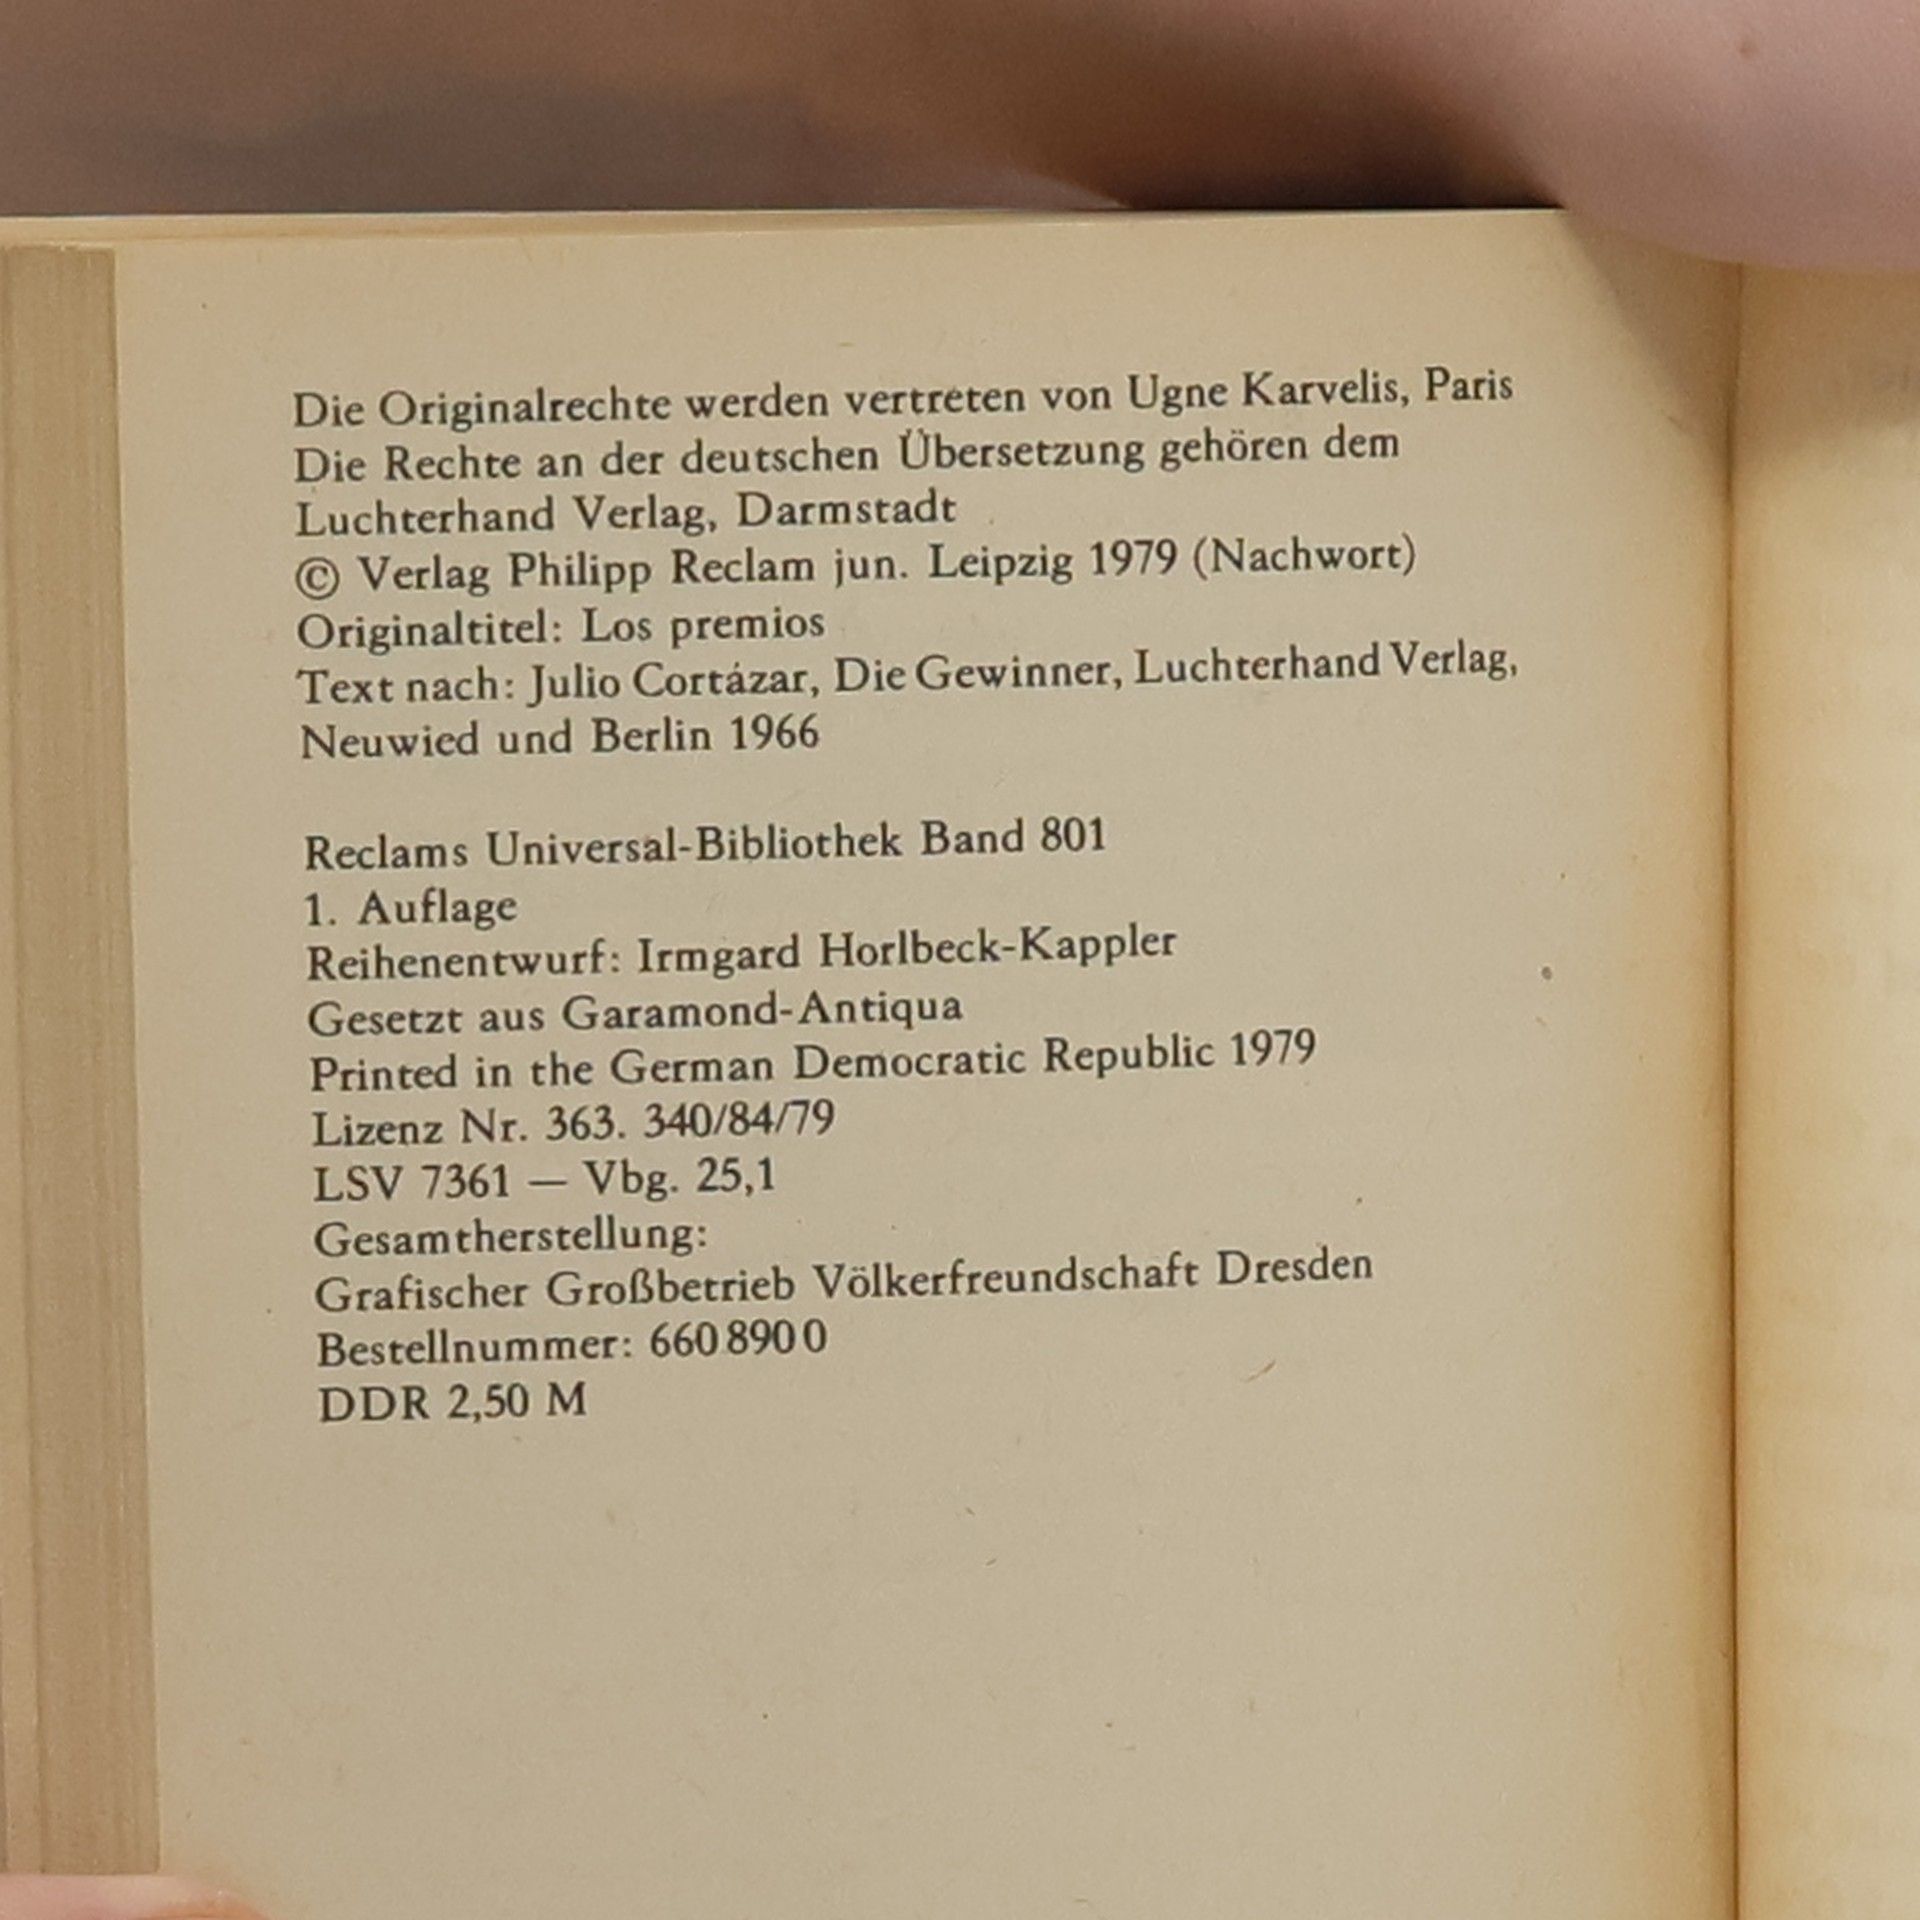 Die Originalrechte werden vertreten von Ugne Karvelis, Paris
Die Rechte an der deutschen Übersetzung gehören dem
Luchterhand Verlag, Darmstadt
© Verlag Philipp Reclam jun. Leipzig 1979 (Nachwort)
Originaltitel: Los premios
Text nach: Julio Cortázar, Die Gewinner, Luchterhand Verlag,
Neuwied und Berlin 1966
Reclams Universal-Bibliothek Band 801
1. Auflage
Reihenentwurf: Irmgard Horlbeck-Kappler
Gesetzt aus Garamond-Antiqua
Printed in the German Democratic Republic 1979
Lizenz Nr. 363. 340/84/79
LSV 7361 — Vbg. 25,1
Gesamtherstellung:
Grafischer Großbetrieb Völkerfreundschaft Dresden
Bestellnummer: 660 890 0
DDR 2,50 M